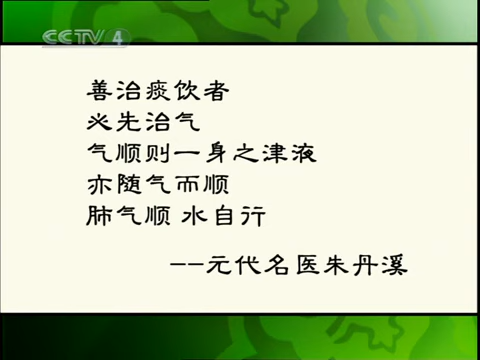 CCTV 4
善治痰饮者
必先治气
气顺则一身之津液
亦随气而顺
肺气顺 水自行
--元代名医朱丹溪